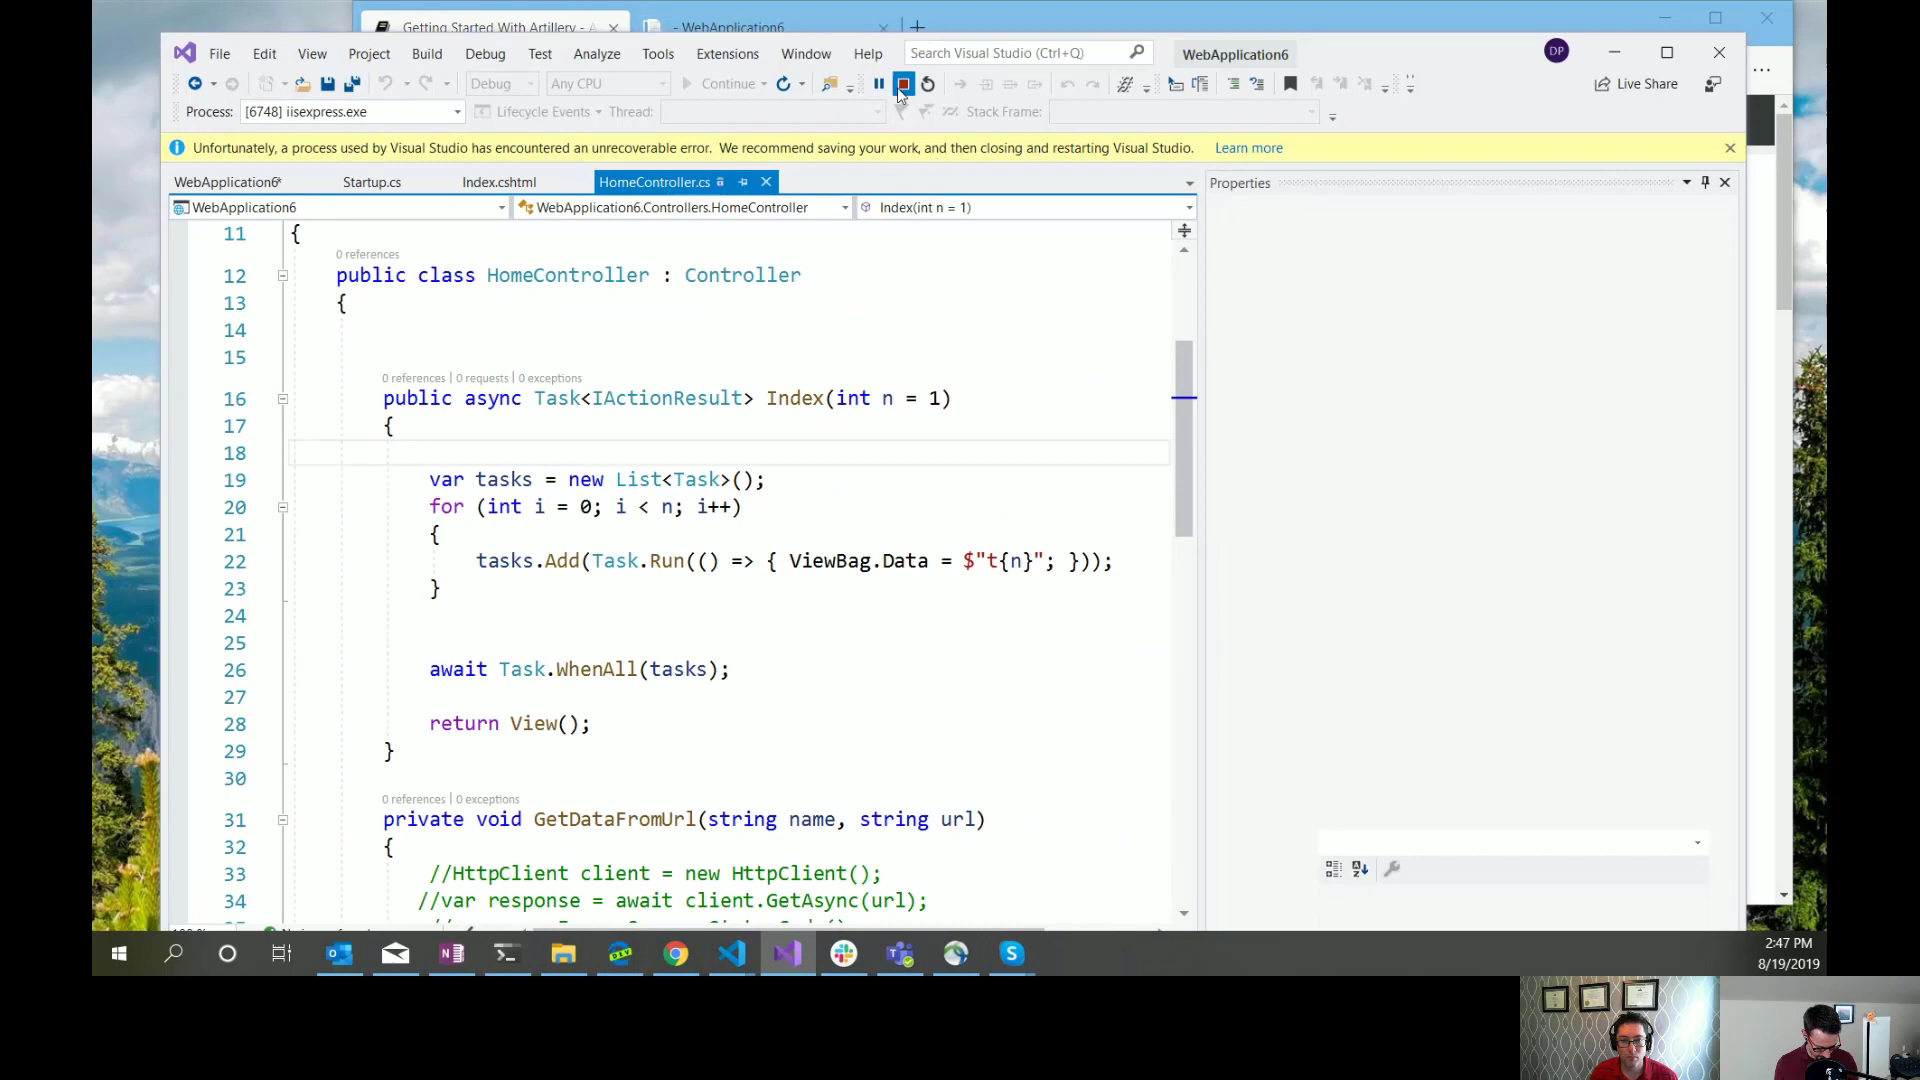 Getting Started With Artillery -
- WebApplication6
File Edit View Project Build Debug Test Analyze Tools Extensions Window Help Search Visual Studio (Ctrl+Q) WebApplication6 DP
Debug Any CPU Continue Live Share
Process: [6748] iisexpress.exe Lifecycle Events Thread: Stack Frame:
Unfortunately, a process used by Visual Studio has encountered an unrecoverable error. We recommend saving your work, and then closing and restarting Visual Studio. Learn more
WebApplication6* Startup.cs Index.cshtml HomeController.cs
Properties
WebApplication6 WebApplication6.Controllers.HomeController Index(int n = 1)
11 {
0 references
12 public class HomeController : Controller
13 {
14
15
0 references | 0 requests | 0 exceptions
16 public async Task<IActionResult> Index(int n = 1)
17 {
18
19 var tasks = new List<Task>();
20 for (int i = 0; i < n; i++)
21 {
22 tasks.Add(Task.Run(() => { ViewBag.Data = $"t{n}"; }));
23 }
24
25
26 await Task.WhenAll(tasks);
27
28 return View();
29 }
30
0 references | 0 exceptions
31 private void GetDataFromUrl(string name, string url)
32 {
33 //HttpClient client = new HttpClient();
34 //var response = await client.GetAsync(url);
2:47 PM
8/19/2019